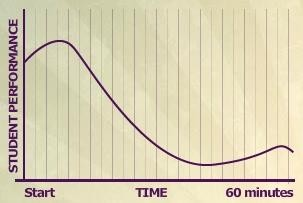 STUDENT PERFORMANCE
Start TIME 60 minutes